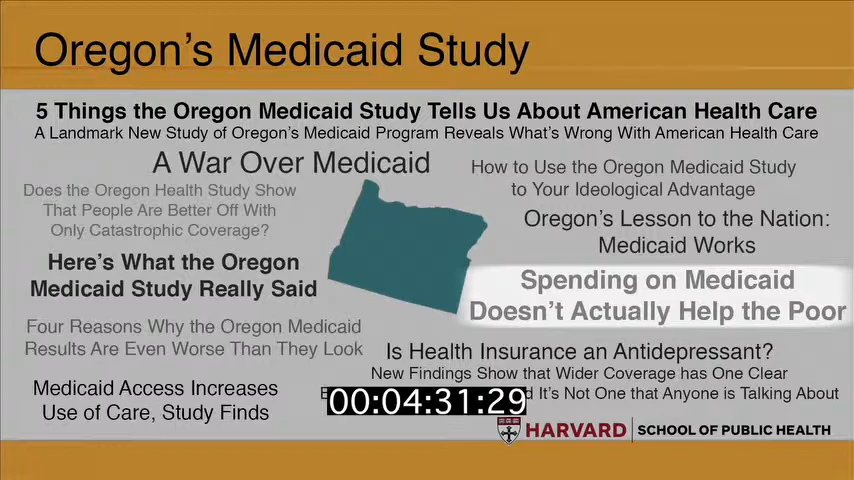 Oregon's Medicaid Study
5 Things the Oregon Medicaid Study Tells Us About American Health Care
A Landmark New Study of Oregon's Medicaid Program Reveals What's Wrong With American Health Care
A War Over Medicaid
How to Use the Oregon Medicaid Study
to Your Ideological Advantage
Does the Oregon Health Study Show
That People Are Better Off With
Only Catastrophic Coverage?
Oregon's Lesson to the Nation:
Medicaid Works
Here's What the Oregon
Medicaid Study Really Said
Spending on Medicaid
Doesn't Actually Help the Poor
Four Reasons Why the Oregon Medicaid
Results Are Even Worse Than They Look
Is Health Insurance an Antidepressant?
New Findings Show that Wider Coverage has One Clear
It's Not One that Anyone is Talking About
Medicaid Access Increases
Use of Care, Study Finds
00:04:31:29
HARVARD SCHOOL OF PUBLIC HEALTH